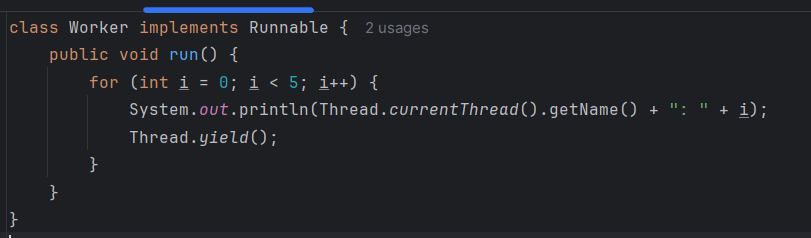 class Worker implements Runnable {  2 usages
    public void run() {
        for (int i = 0; i < 5; i++) {
            System.out.println(Thread.currentThread().getName() + ": " + i);
            Thread.yield();
        }
    }
}